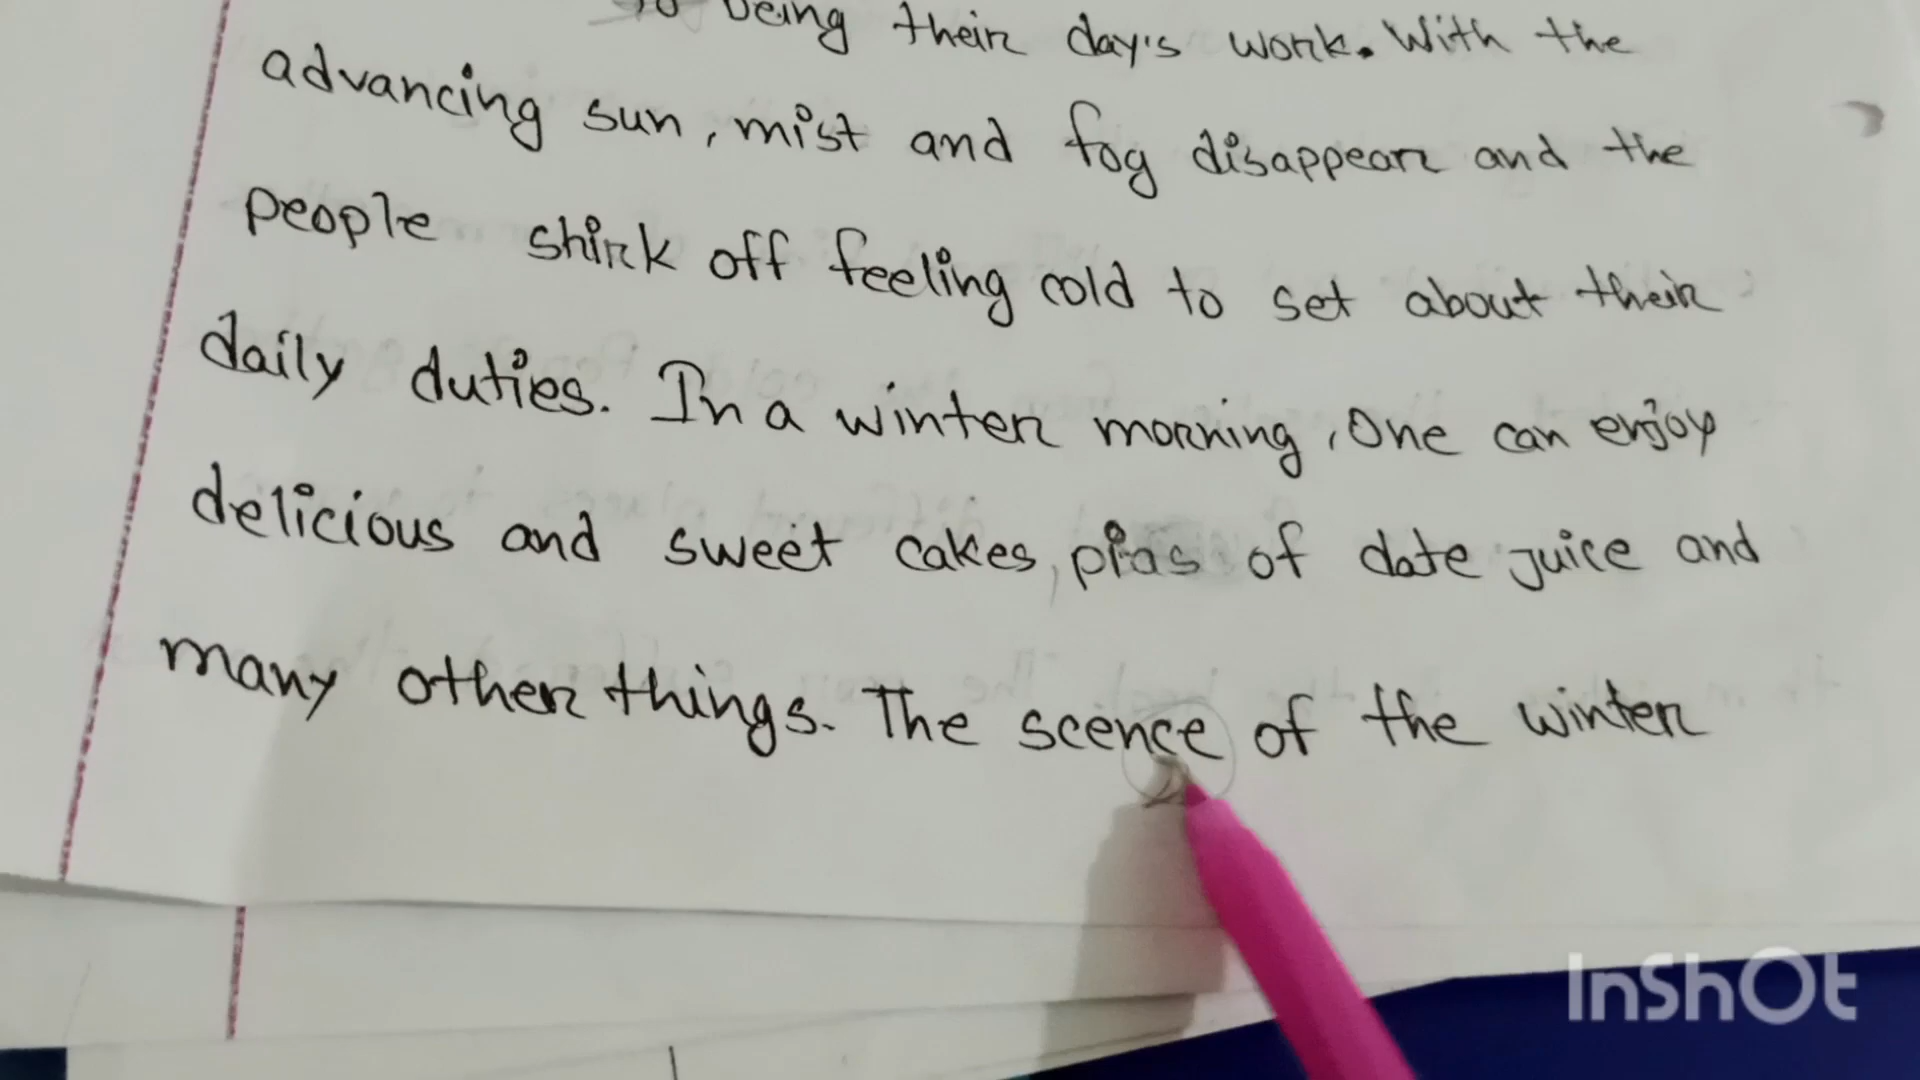 to being their day's work. With the
advancing sun, mist and fog disappear and the
people shirk off feeling cold to set about their
daily duties. In a winter morning, One can enjoy
delicious and sweet cakes, pias of date juice and
many other things. The scence of the winter
InShOt